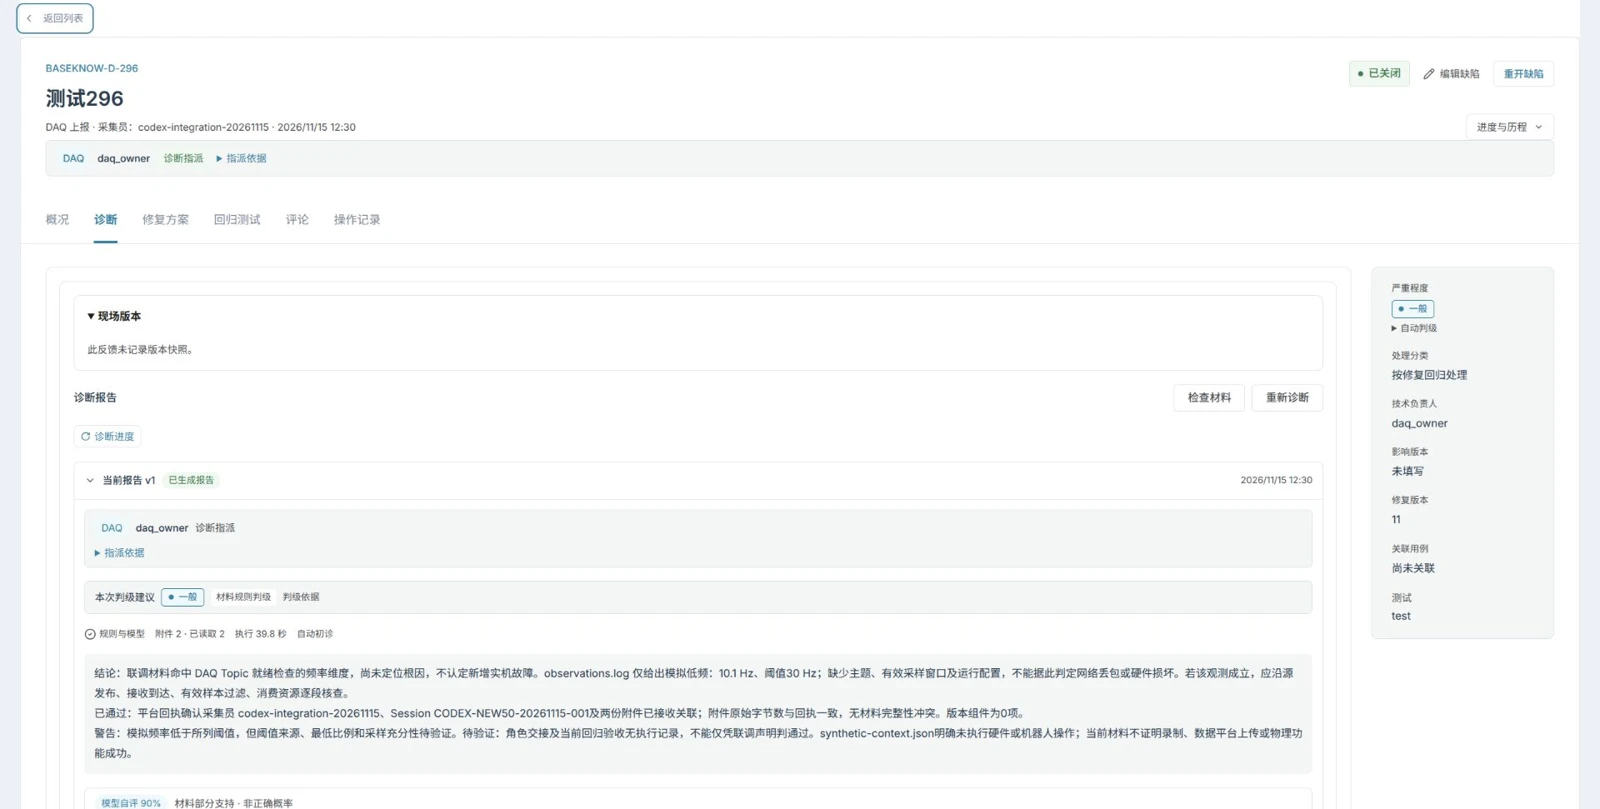 返回列表
BASEKNOW-D-296
测试296
DAQ 上报 · 采集员：codex-integration-20261115 · 2026/11/15 12:30
已关闭
编辑缺陷
重开缺陷
进度与历程
DAQ daq_owner 诊断指派 指派依据
概况 诊断 修复方案 回归测试 评论 操作记录
现场版本
此反馈未记录版本快照。
诊断报告
检查材料 重新诊断
诊断进度
当前报告 v1 已生成报告 2026/11/15 12:30
DAQ daq_owner 诊断指派
指派依据
本次判级建议 一般 材料规则判级 判级依据
规则与模型 附件 2 · 已读取 2 执行 39.8 秒 自动初诊
结论：联调材料命中 DAQ Topic 就绪检查的频率维度，尚未定位根因，不认定新增实机故障。observations.log 仅给出模拟低频：10.1 Hz、阈值30 Hz；缺少主题、有效采样窗口及运行配置，不能据此判定网络丢包或硬件损坏。若该观测成立，应沿源
发布、接收到达、有效样本过滤、消费资源逐段核查。
已通过：平台回执确认采集员 codex-integration-20261115、Session CODEX-NEW50-20261115-001及两份附件已接收关联；附件原始字节数与回执一致，无材料完整性冲突。版本组件为0项。
警告：模拟频率低于所列阈值，但阈值来源、最低比例和采样充分性待验证。待验证：角色交接及当前回归验收无执行记录，不能仅凭联调声明判通过。synthetic-context.json明确未执行硬件或机器人操作；当前材料不证明录制、数据平台上传或物理功
能成功。
模型自评 90% 材料部分支持 · 非正确概率
严重程度
一般
自动判级
处理分类
按修复回归处理
技术负责人
daq_owner
影响版本
未填写
修复版本
11
关联用例
尚未关联
测试
test